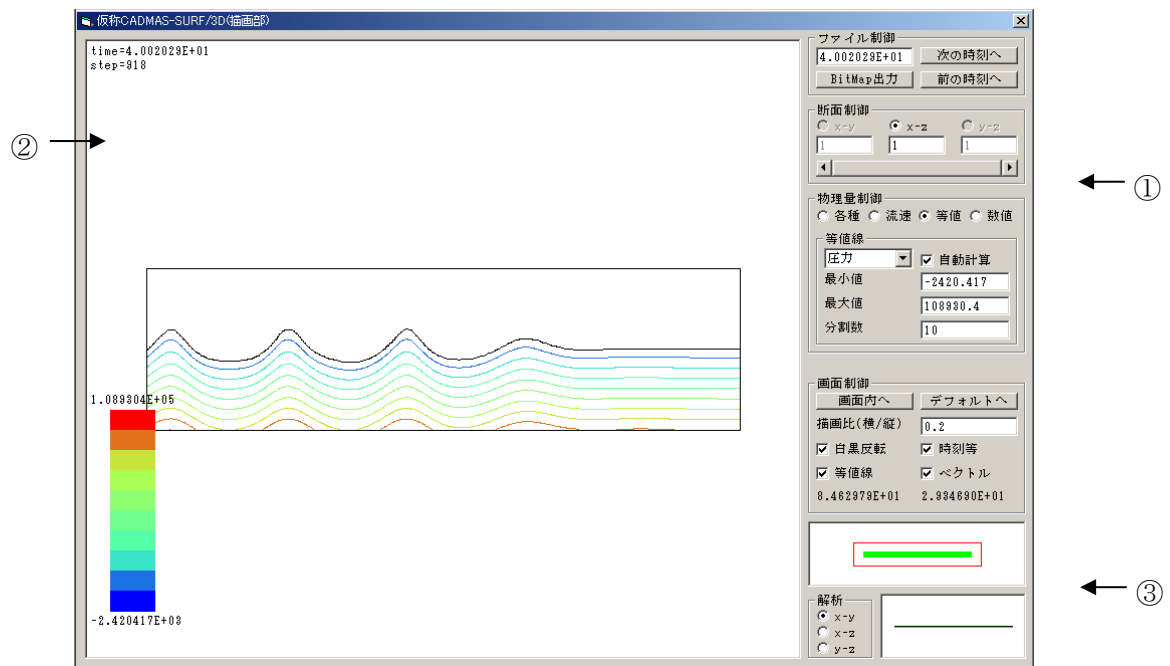 仮称CADMAS-SURF/3D(描画部)
time=4.002029E+01
step=918
②
1.089304E+05
-2.420417E+03
ファイル制御
4.002029E+01 次の時刻へ
BitMap出力 前の時刻へ
断面制御
x-y x-z y-z
1 1 1
①
物理量制御
各種 流速 等値 数値
等値線
圧力 自動計算
最小値 -2420.417
最大値 108930.4
分割数 10
画面制御
画面内へ デフォルトへ
描画比(横/縦) 0.2
白黒反転 時刻等
等値線 ベクトル
8.462979E+01 2.934690E+01
③
解析
x-y
x-z
y-z